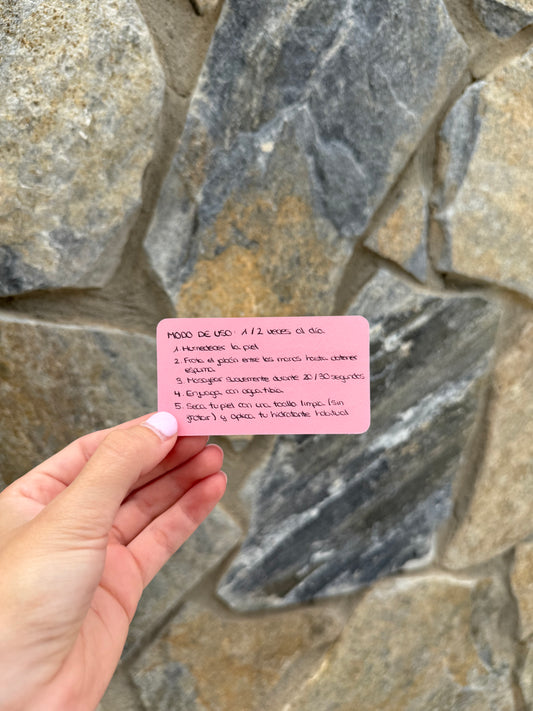 MODO DE USO: 1 / 2 veces al día.
1. Humedecer la piel
2. Frota el jabón entre las manos hasta obtener
espuma.
3. Masajear suavemente durante 20/30 segundos
4. Enjuaga con agua tibia.
5. Seca tu piel con una toalla limpia (sin
frotar) y aplica tu hidratante habitual